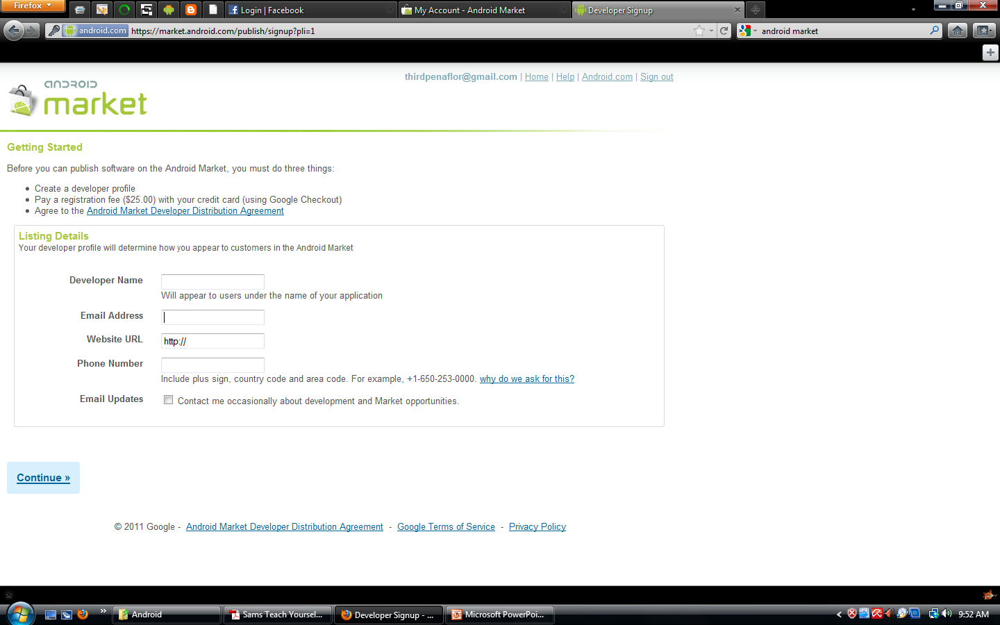 Firefox
Login | Facebook
My Account - Android Market
Developer Signup
android.com
https://market.android.com/publish/signup?pli=1
android market
thirdpenaflor@gmail.com | Home | Help | Android.com | Sign out
android
market
Getting Started
Before you can publish software on the Android Market, you must do three things:
Create a developer profile
Pay a registration fee ($25.00) with your credit card (using Google Checkout)
Agree to the Android Market Developer Distribution Agreement
Listing Details
Your developer profile will determine how you appear to customers in the Android Market
Developer Name
Will appear to users under the name of your application
Email Address
Website URL
http://
Phone Number
Include plus sign, country code and area code. For example, +1-650-253-0000. why do we ask for this?
Email Updates
Contact me occasionally about development and Market opportunities.
Continue »
© 2011 Google - Android Market Developer Distribution Agreement - Google Terms of Service - Privacy Policy
Android
Sams Teach Yoursel...
Developer Signup - ...
Microsoft PowerPoi...
9:52 AM